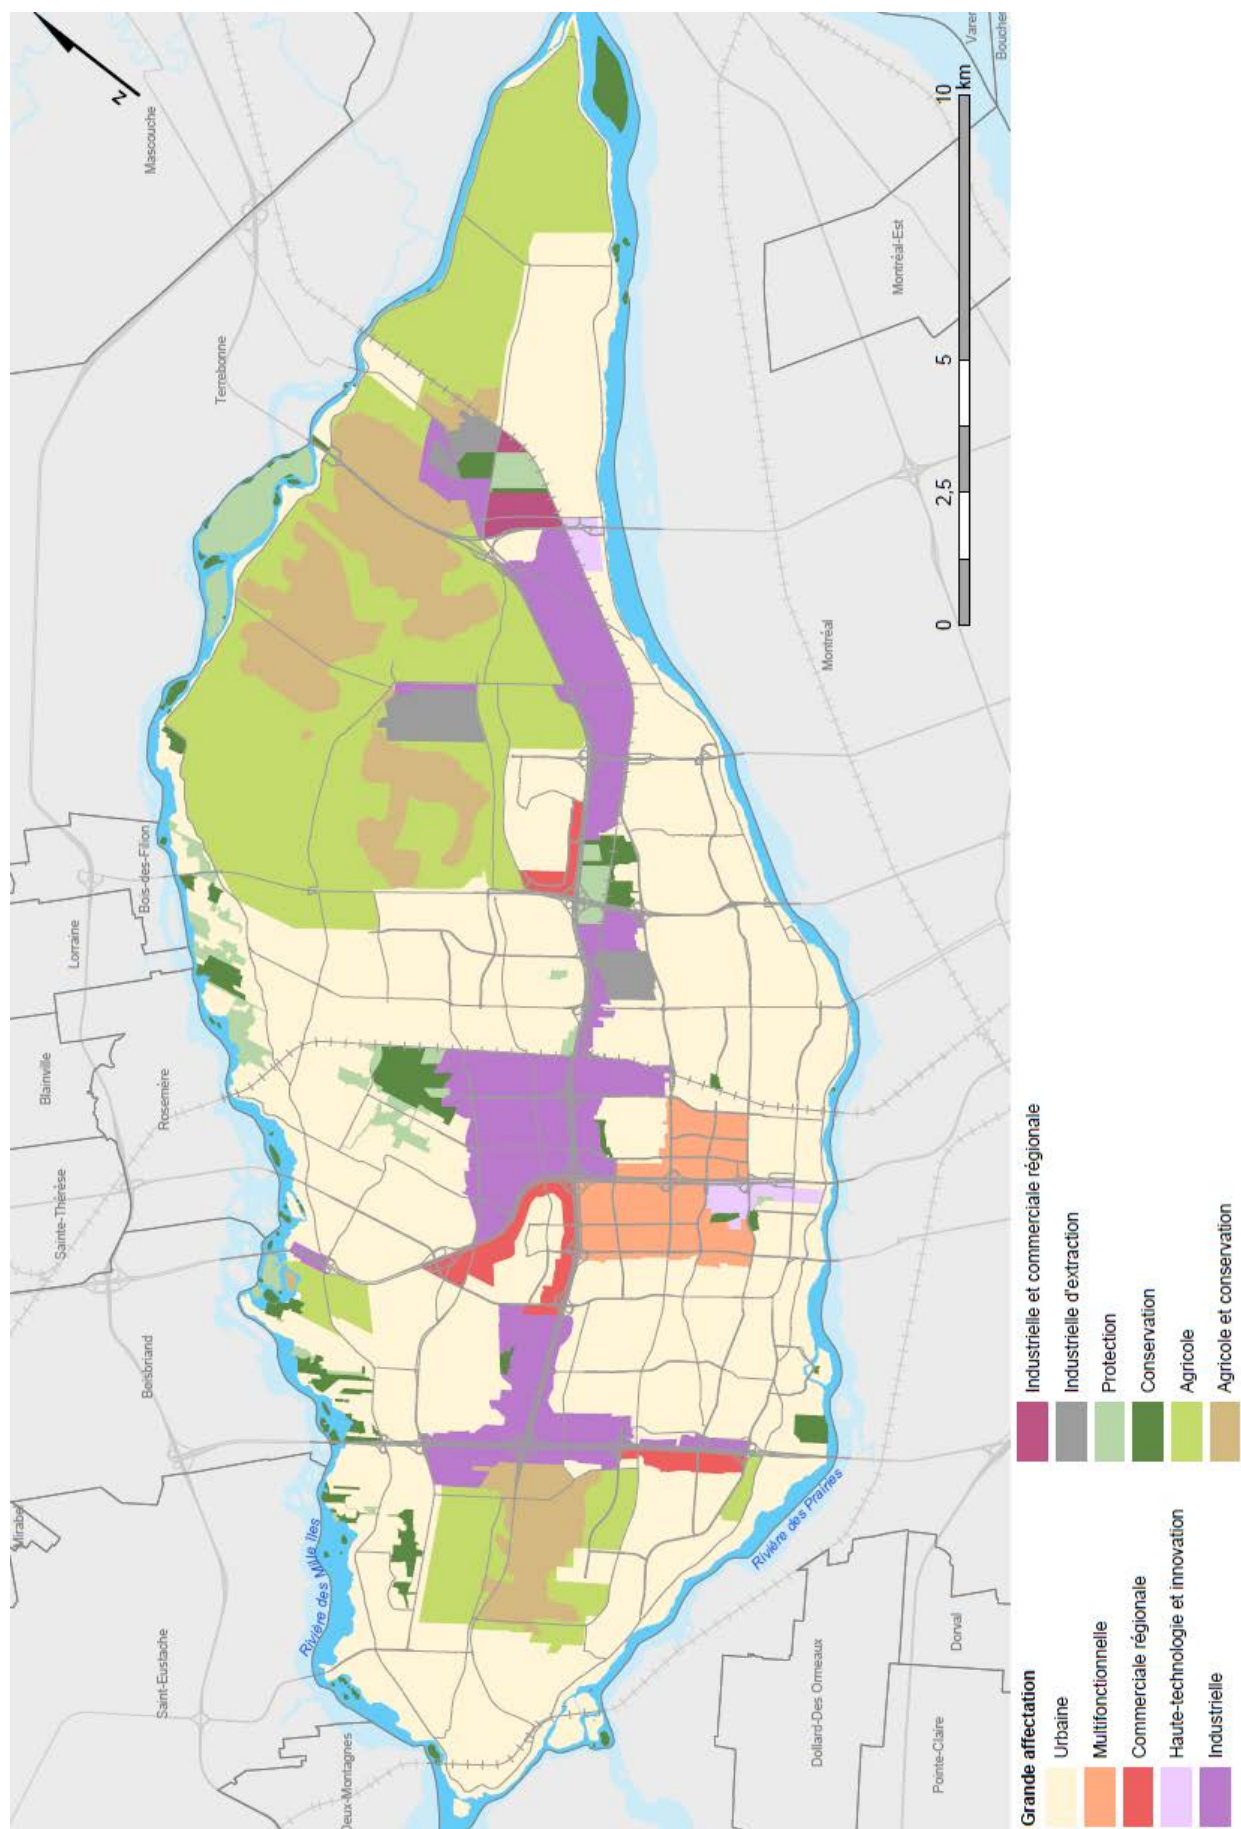 N
Mascouche
Terrebonne
Bois-des-Filion
Lorraine
Blainville
Rosemère
Sainte-Thérèse
Boisbriand
Mirabel
Saint-Eustache
Deux-Montagnes
Rivière des Mille Iles
Rivière des Prairies
Dollard-Des Ormeaux
Pointe-Claire
Dorval
Montréal
Montréal-Est
0
2,5
5
10
km
Grande affectation
Urbaine
Multifonctionnelle
Commerciale régionale
Haute-technologie et innovation
Industrielle
Industrielle et commerciale régionale
Industrielle d'extraction
Protection
Conservation
Agricole
Agricole et conservation